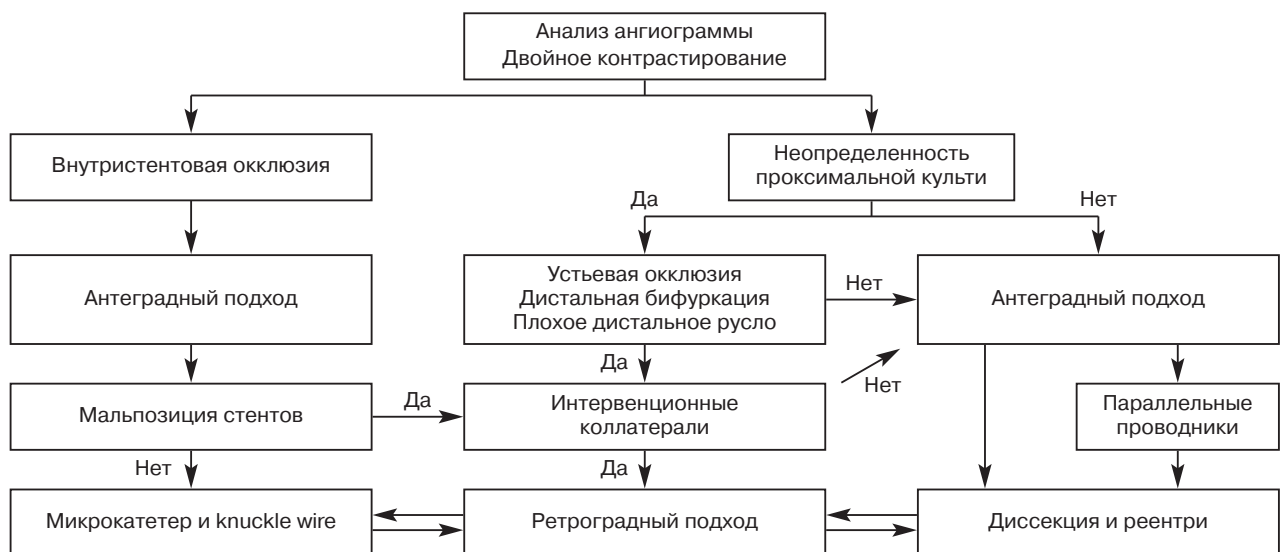 Анализ ангиограммы
Двойное контрастирование
Внутристентовая окклюзия
Неопределенность
проксимальной культи
Да
Нет
Антеградный подход
Устьевая окклюзия
Дистальная бифуркация
Плохое дистальное русло
Нет
Антеградный подход
Да
Нет
Мальпозиция стентов
Да
Интервенционные
коллатерали
Параллельные
проводники
Нет
Да
Микрокатетер и knuckle wire
Ретроградный подход
Диссекция и реентри